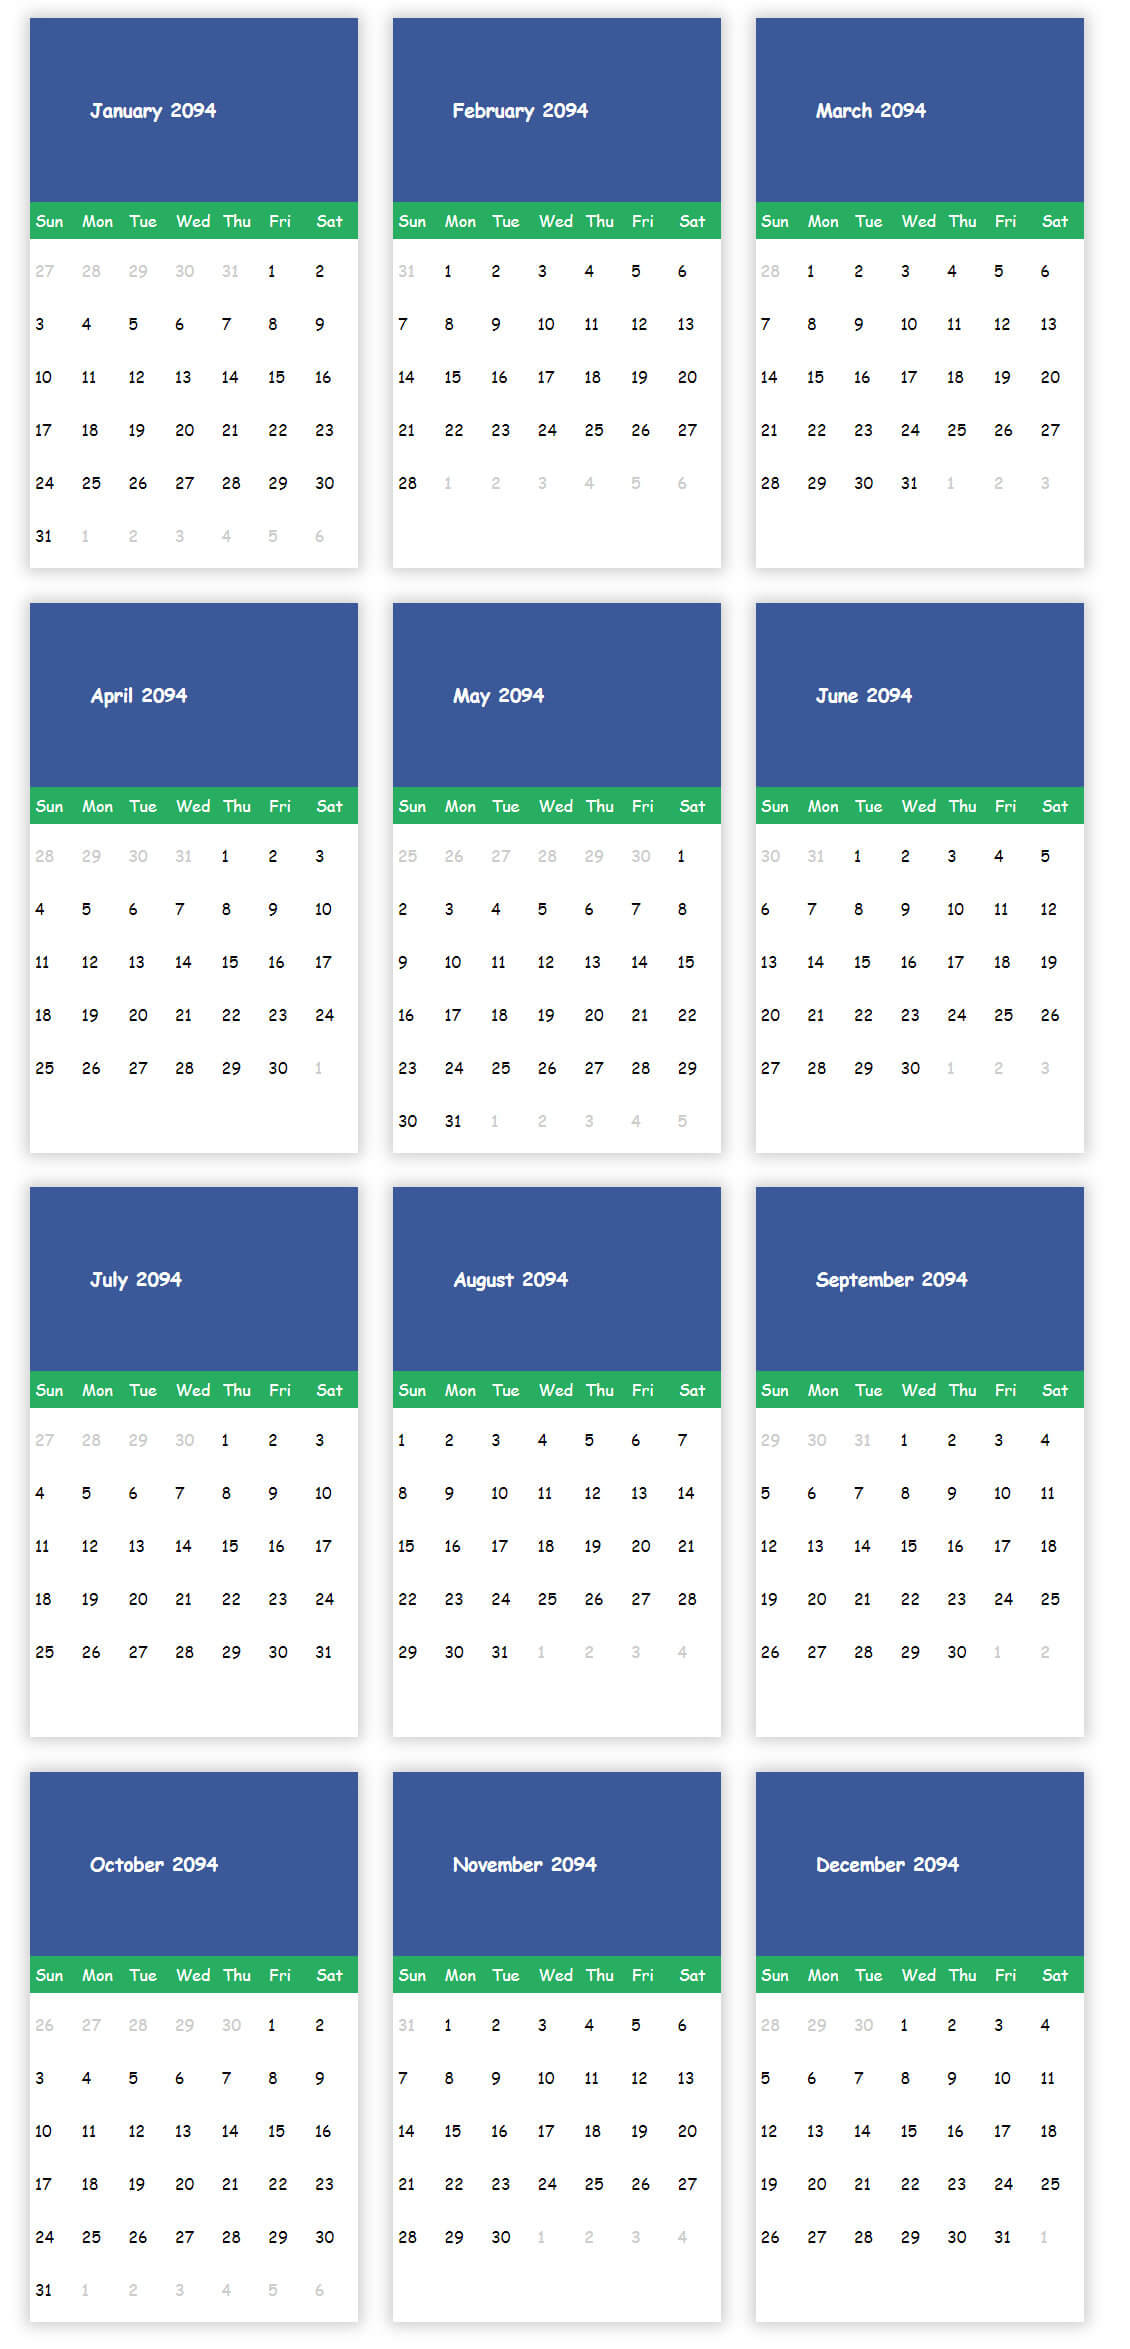 January 2094
Sun Mon Tue Wed Thu Fri Sat
27 28 29 30 31 1 2
3 4 5 6 7 8 9
10 11 12 13 14 15 16
17 18 19 20 21 22 23
24 25 26 27 28 29 30
31 1 2 3 4 5 6
February 2094
Sun Mon Tue Wed Thu Fri Sat
31 1 2 3 4 5 6
7 8 9 10 11 12 13
14 15 16 17 18 19 20
21 22 23 24 25 26 27
28 1 2 3 4 5 6
March 2094
Sun Mon Tue Wed Thu Fri Sat
28 1 2 3 4 5 6
7 8 9 10 11 12 13
14 15 16 17 18 19 20
21 22 23 24 25 26 27
28 29 30 31 1 2 3
April 2094
Sun Mon Tue Wed Thu Fri Sat
28 29 30 31 1 2 3
4 5 6 7 8 9 10
11 12 13 14 15 16 17
18 19 20 21 22 23 24
25 26 27 28 29 30 1
May 2094
Sun Mon Tue Wed Thu Fri Sat
25 26 27 28 29 30 1
2 3 4 5 6 7 8
9 10 11 12 13 14 15
16 17 18 19 20 21 22
23 24 25 26 27 28 29
30 31 1 2 3 4 5
June 2094
Sun Mon Tue Wed Thu Fri Sat
30 31 1 2 3 4 5
6 7 8 9 10 11 12
13 14 15 16 17 18 19
20 21 22 23 24 25 26
27 28 29 30 1 2 3
July 2094
Sun Mon Tue Wed Thu Fri Sat
27 28 29 30 1 2 3
4 5 6 7 8 9 10
11 12 13 14 15 16 17
18 19 20 21 22 23 24
25 26 27 28 29 30 31
August 2094
Sun Mon Tue Wed Thu Fri Sat
1 2 3 4 5 6 7
8 9 10 11 12 13 14
15 16 17 18 19 20 21
22 23 24 25 26 27 28
29 30 31 1 2 3 4
September 2094
Sun Mon Tue Wed Thu Fri Sat
29 30 31 1 2 3 4
5 6 7 8 9 10 11
12 13 14 15 16 17 18
19 20 21 22 23 24 25
26 27 28 29 30 1 2
October 2094
Sun Mon Tue Wed Thu Fri Sat
26 27 28 29 30 1 2
3 4 5 6 7 8 9
10 11 12 13 14 15 16
17 18 19 20 21 22 23
24 25 26 27 28 29 30
31 1 2 3 4 5 6
November 2094
Sun Mon Tue Wed Thu Fri Sat
31 1 2 3 4 5 6
7 8 9 10 11 12 13
14 15 16 17 18 19 20
21 22 23 24 25 26 27
28 29 30 1 2 3 4
December 2094
Sun Mon Tue Wed Thu Fri Sat
28 29 30 1 2 3 4
5 6 7 8 9 10 11
12 13 14 15 16 17 18
19 20 21 22 23 24 25
26 27 28 29 30 31 1